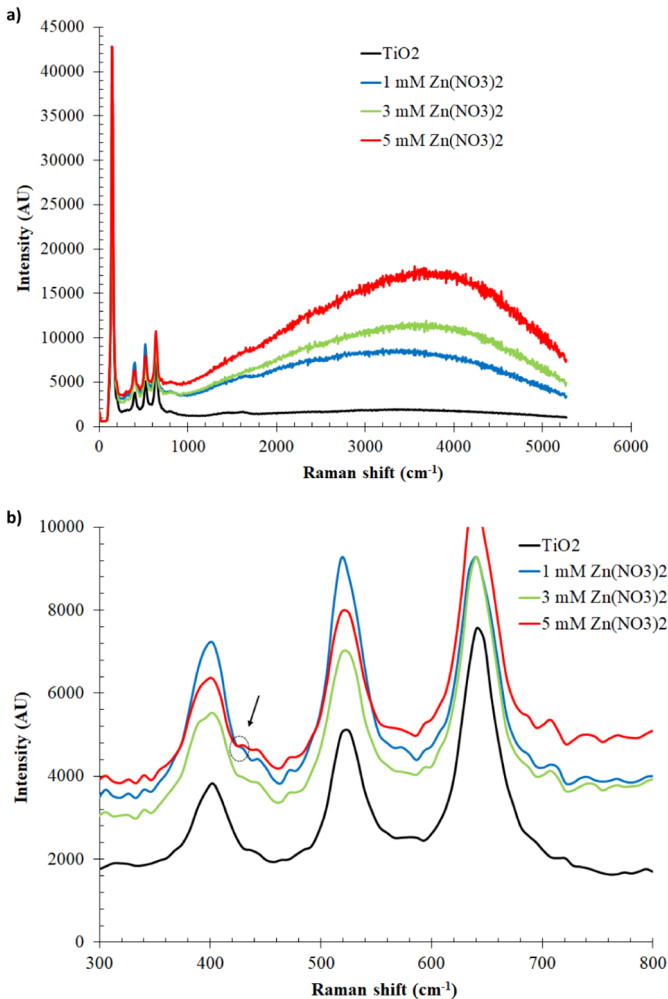 a)
45000
40000
35000
30000
25000
20000
15000
10000
5000
0
Intensity (AU)
TiO2
1 mM Zn(NO3)2
3 mM Zn(NO3)2
5 mM Zn(NO3)2
0 1000 2000 3000 4000 5000 6000
Raman shift (cm-1)
b)
10000
8000
6000
4000
2000
0
Intensity (AU)
TiO2
1 mM Zn(NO3)2
3 mM Zn(NO3)2
5 mM Zn(NO3)2
300 400 500 600 700 800
Raman shift (cm-1)